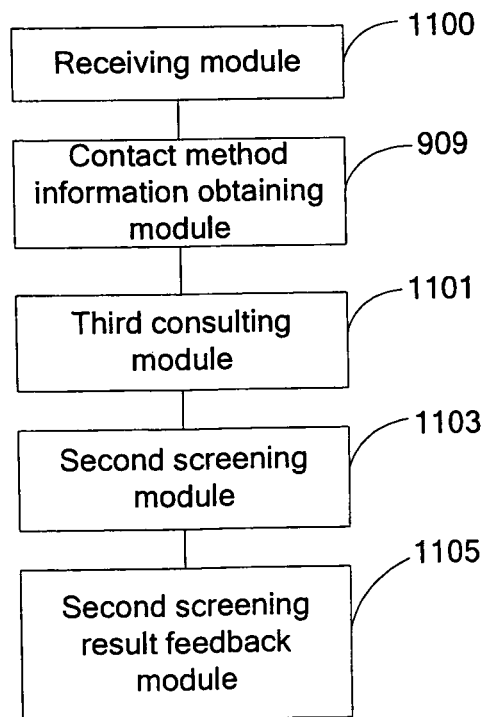 1100
Receiving module
909
Contact method
information obtaining
module
1101
Third consulting
module
1103
Second screening
module
1105
Second screening
result feedback
module